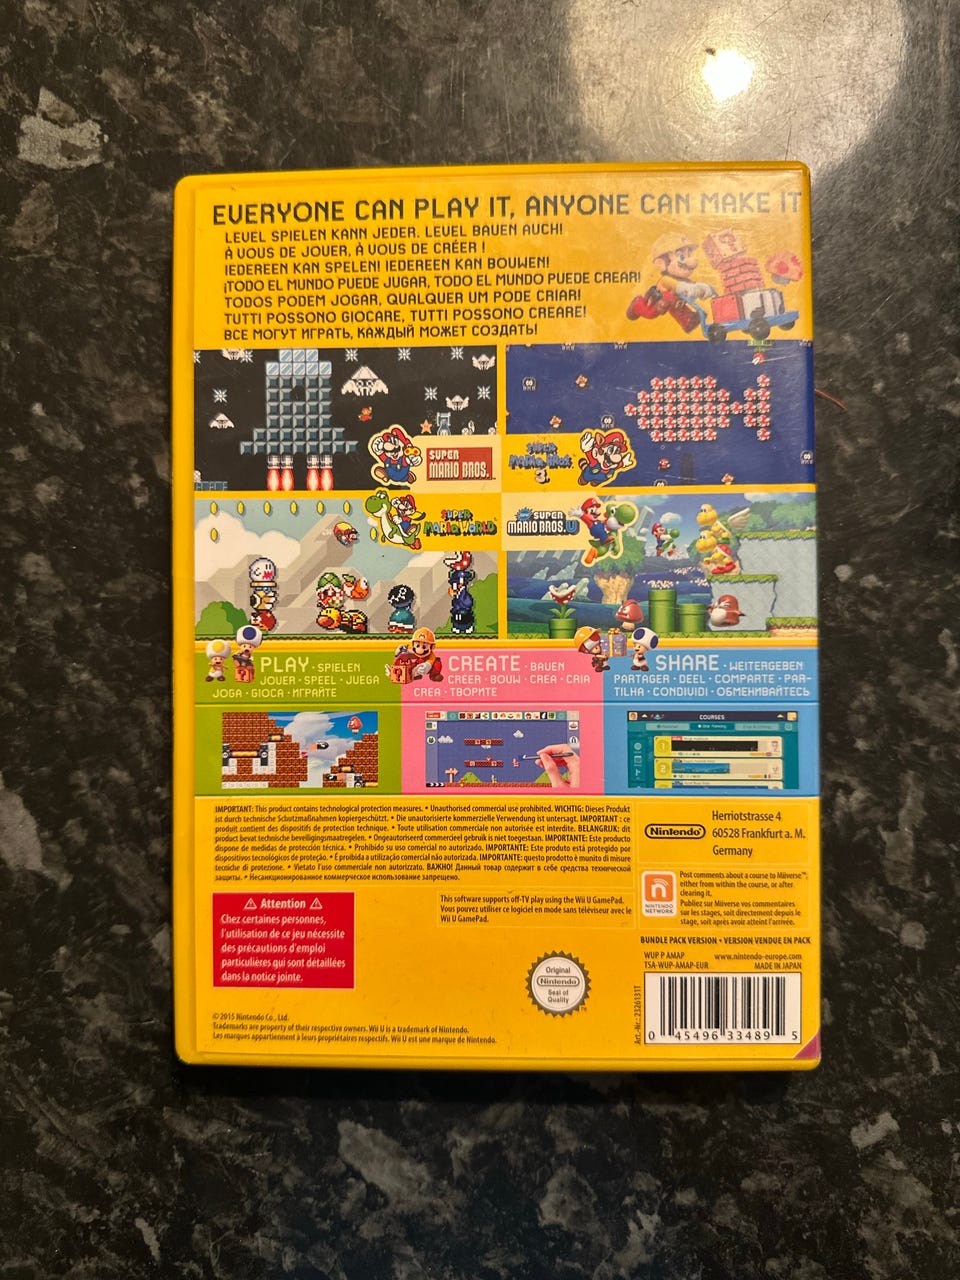 EVERYONE CAN PLAY IT, ANYONE CAN MAKE IT
LEVEL SPIELEN KANN JEDER. LEVEL BAUEN AUCH!
À VOUS DE JOUER, À VOUS DE CRÉER !
IEDEREEN KAN SPELEN! IEDEREEN KAN BOUWEN!
¡TODO EL MUNDO PUEDE JUGAR, TODO EL MUNDO PUEDE CREAR!
TODOS PODEM JOGAR, QUALQUER UM PODE CRIAR!
TUTTI POSSONO GIOCARE, TUTTI POSSONO CREARE!
ВСЕ МОГУТ ИГРАТЬ, КАЖДЫЙ МОЖЕТ СОЗДАТЬ!
SUPER
MARIO BROS.
SUPER
MARIO BROS.
3
SUPER
MARIO WORLD
NEW SUPER
MARIO BROS. U
PLAY · SPIELEN
JOUER · SPEEL · JUEGA
JOGA · GIOCA · ИГРАЙТЕ
CREATE · BAUEN
CRÉER · BOUW · CREA · CRIA
CREA · ТВОРИТЕ
SHARE · WEITERGEBEN
PARTAGER · DEEL · COMPARTE · PAR-
TILHA · CONDIVIDI · ОБМЕНИВАЙТЕСЬ
COURSES
IMPORTANT: This product contains technological protection measures. • Unauthorised commercial use prohibited. WICHTIG: Dieses Produkt
ist durch technische Schutzmaßnahmen kopiergeschützt. • Die unautorisierte kommerzielle Verwendung ist untersagt. IMPORTANT : ce
produit contient des dispositifs de protection technique. • Toute utilisation commerciale non autorisée est interdite. BELANGRIJK: dit
product bevat technische beveiligingsmaatregelen. • Ongeautoriseerd commercieel gebruik is niet toegestaan. IMPORTANTE: Este producto
dispone de medidas de protección técnica. • Prohibido su uso comercial no autorizado. IMPORTANTE: Este produto está protegido por
dispositivos tecnológicos de proteção. • É proibida a utilização comercial não autorizada. IMPORTANTE: questo prodotto è munito di misure
tecniche di protezione. • Vietato l'uso commerciale non autorizzato. ВАЖНО! Данный товар содержит в себе средства технической
защиты. • Несанкционированное коммерческое использование запрещено.
Nintendo
Herriotstrasse 4
60528 Frankfurt a. M.
Germany
NINTENDO
NETWORK
Post comments about a course to Miiverse™
either from within the course, or after
clearing it.
Publiez sur Miiverse vos commentaires
sur les stages, soit directement depuis le
stage, soit après avoir atteint l'arrivée.
Attention
Chez certaines personnes,
l'utilisation de ce jeu nécessite
des précautions d'emploi
particulières qui sont détaillées
dans la notice jointe.
This software supports off-TV play using the Wii U GamePad.
Vous pouvez utiliser ce logiciel en mode sans téléviseur avec le
Wii U GamePad.
BUNDLE PACK VERSION • VERSION VENDUE EN PACK
WUP P AMAP
TSA-WUP-AMAP-EUR
www.nintendo-europe.com
MADE IN JAPAN
Original
Nintendo
Seal of
Quality
TM
Art.-Nr.: 2326131T
0 45496 33489 5
© 2015 Nintendo Co., Ltd.
Trademarks are property of their respective owners. Wii U is a trademark of Nintendo.
Les marques appartiennent à leurs propriétaires respectifs. Wii U est une marque de Nintendo.